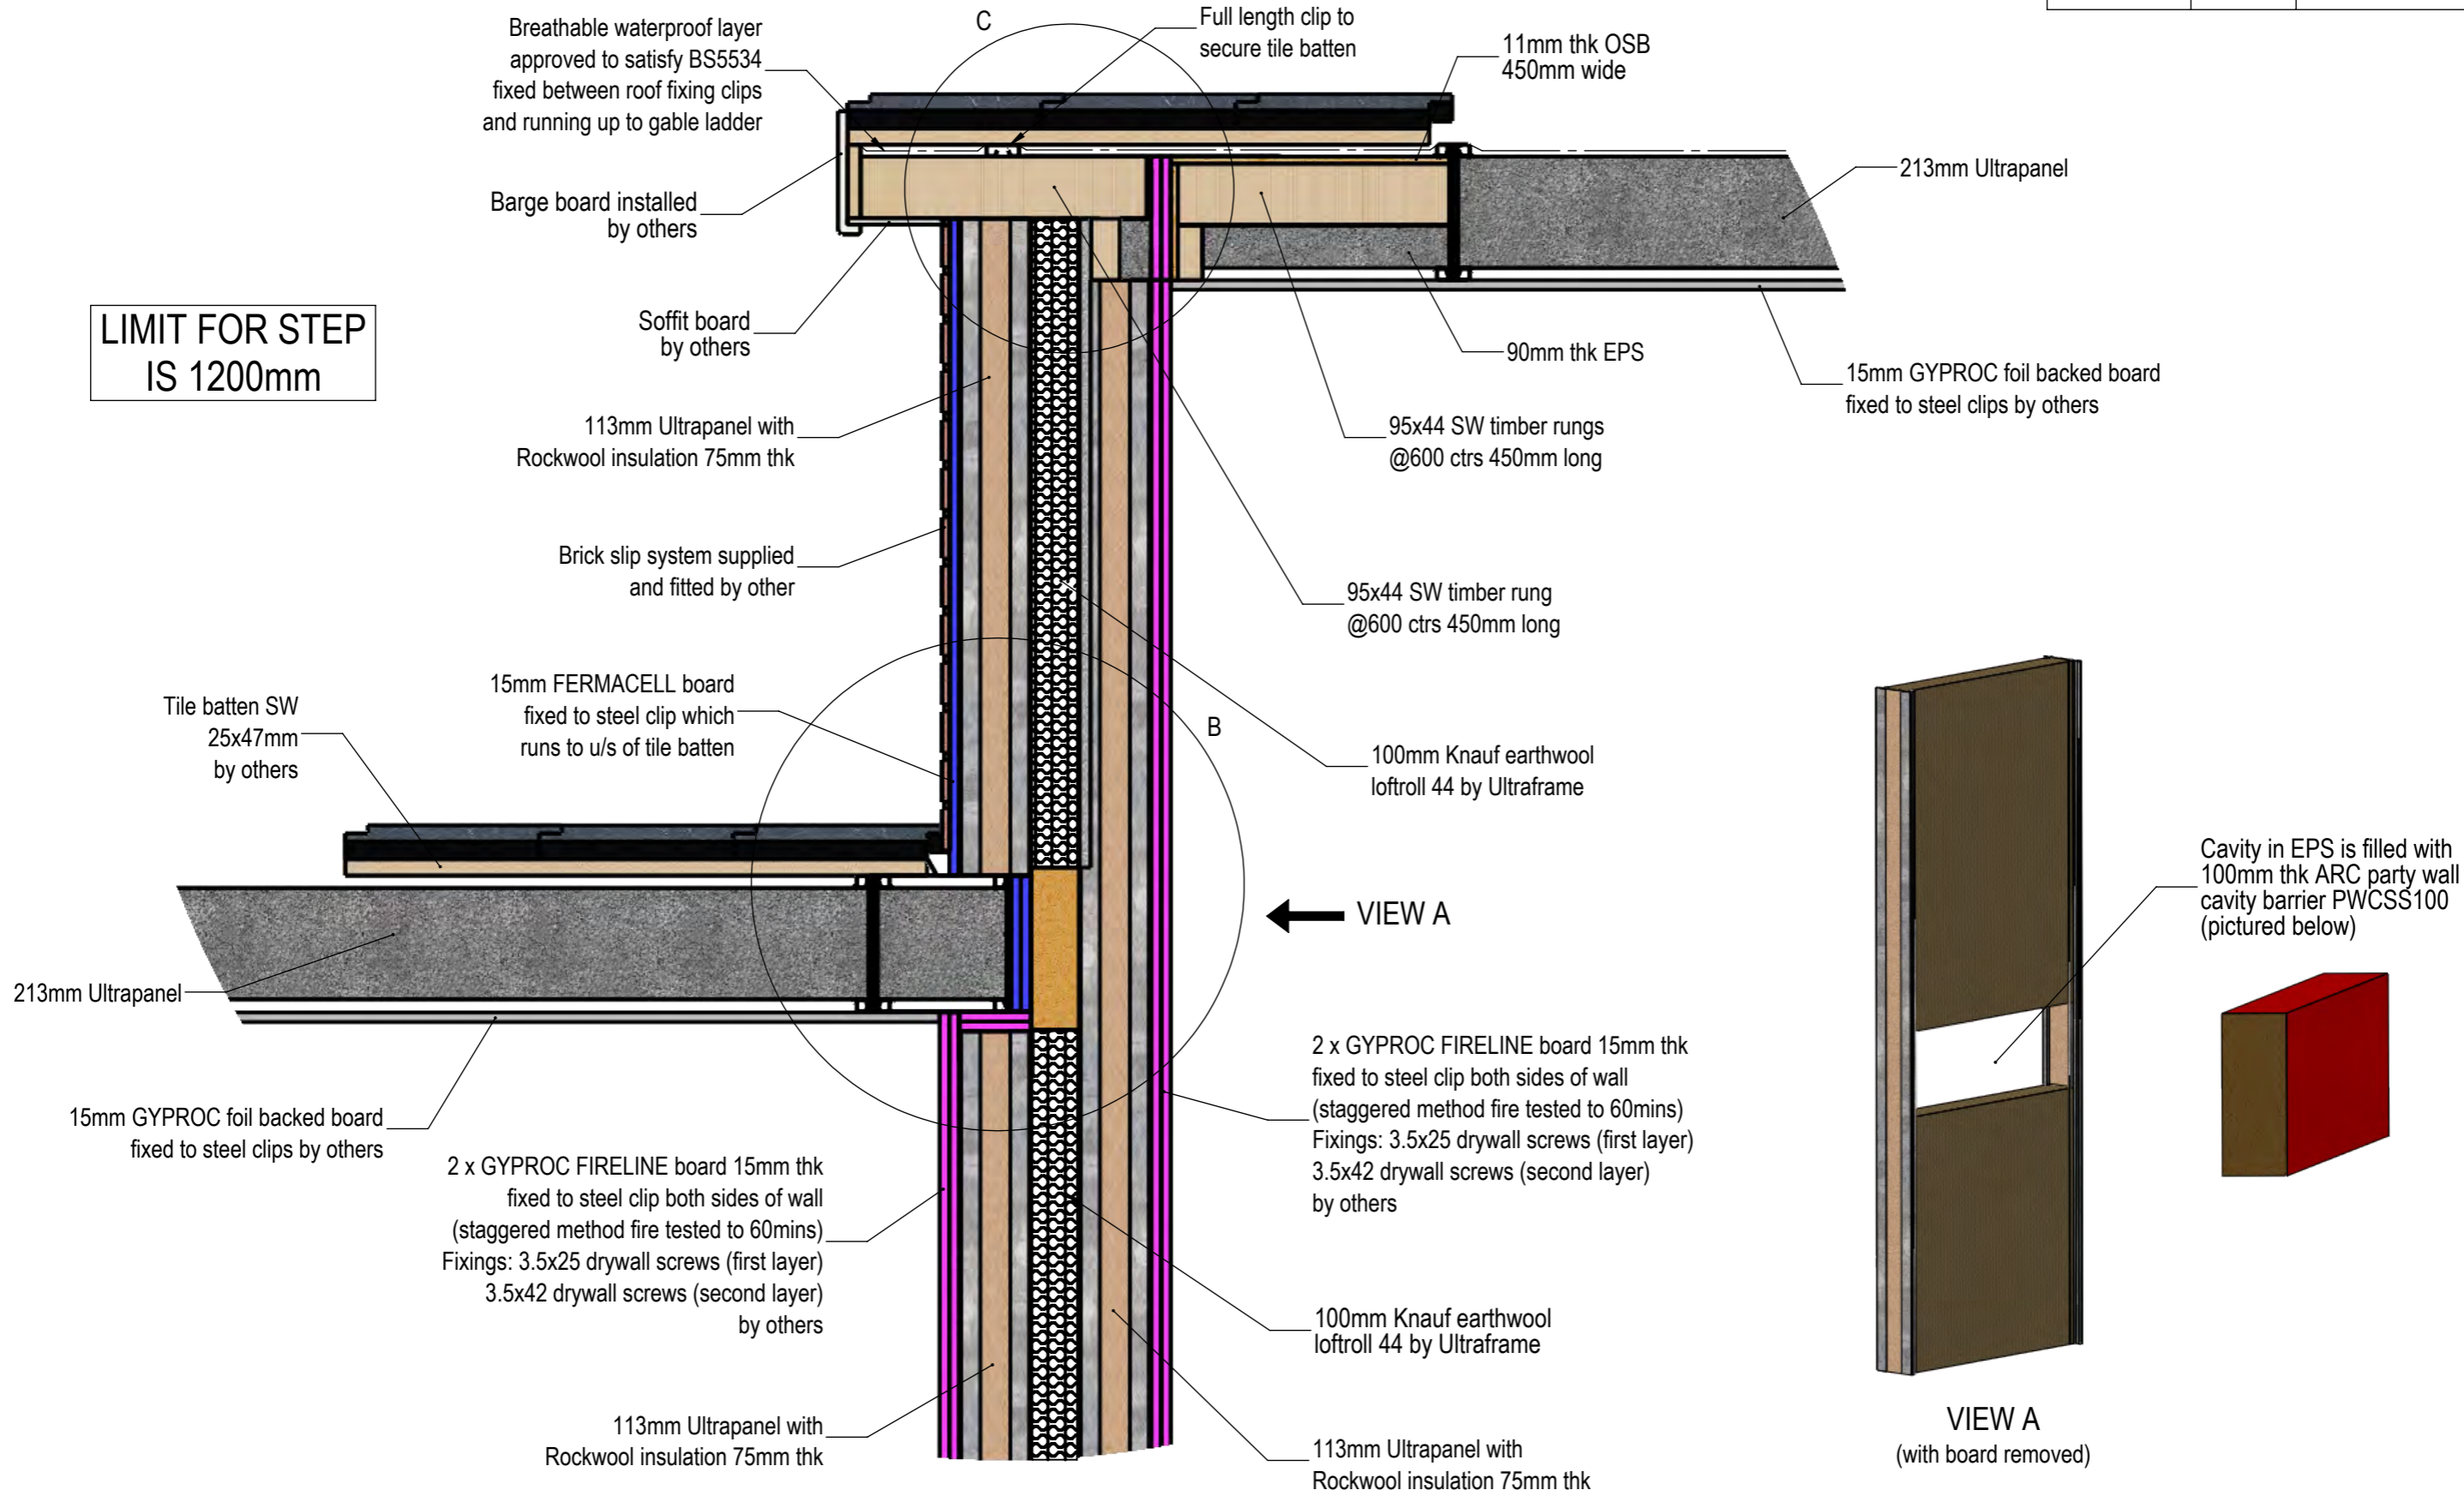 Breathable waterproof layer
approved to satisfy BS5534
fixed between roof fixing clips
and running up to gable ladder
C
Full length clip to
secure tile batten
11mm thk OSB
450mm wide
213mm Ultrapanel
Barge board installed
by others
LIMIT FOR STEP
IS 1200mm
Soffit board
by others
90mm thk EPS
15mm GYPROC foil backed board
fixed to steel clips by others
113mm Ultrapanel with
Rockwool insulation 75mm thk
95x44 SW timber rungs
@600 ctrs 450mm long
Brick slip system supplied
and fitted by other
95x44 SW timber rung
@600 ctrs 450mm long
Tile batten SW
25x47mm
by others
15mm FERMACELL board
fixed to steel clip which
runs to u/s of tile batten
B
100mm Knauf earthwool
loftroll 44 by Ultraframe
Cavity in EPS is filled with
100mm thk ARC party wall
cavity barrier PWCSS100
(pictured below)
VIEW A
213mm Ultrapanel
15mm GYPROC foil backed board
fixed to steel clips by others
2 x GYPROC FIRELINE board 15mm thk
fixed to steel clip both sides of wall
(staggered method fire tested to 60mins)
Fixings: 3.5x25 drywall screws (first layer)
3.5x42 drywall screws (second layer)
by others
2 x GYPROC FIRELINE board 15mm thk
fixed to steel clip both sides of wall
(staggered method fire tested to 60mins)
Fixings: 3.5x25 drywall screws (first layer)
3.5x42 drywall screws (second layer)
by others
100mm Knauf earthwool
loftroll 44 by Ultraframe
113mm Ultrapanel with
Rockwool insulation 75mm thk
113mm Ultrapanel with
Rockwool insulation 75mm thk
VIEW A
(with board removed)